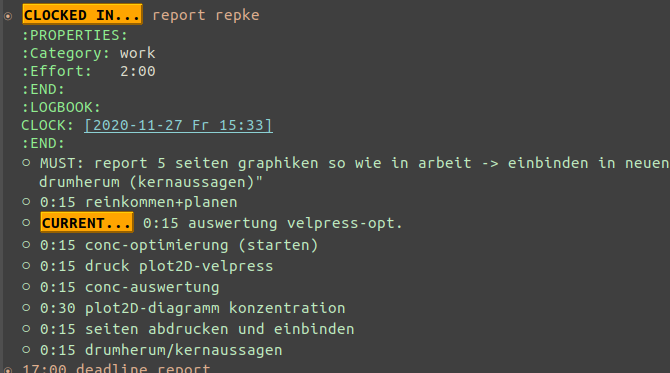 CLOCKED IN... report repke
:PROPERTIES:
:Category: work
:Effort: 2:00
:END:
:LOGBOOK:
CLOCK: [2020-11-27 Fr 15:33]
:END:
MUST: report 5 seiten graphiken so wie in arbeit -> einbinden in neuen
drumherum (kernaussagen)"
0:15 reinkommen+planen
CURRENT... 0:15 auswertung velpress-opt.
0:15 conc-optimierung (starten)
0:15 druck plot2D-velpress
0:15 conc-auswertung
0:30 plot2D-diagramm konzentration
0:15 seiten abdrucken und einbinden
0:15 drumherum/kernaussagen
17:00 deadline report